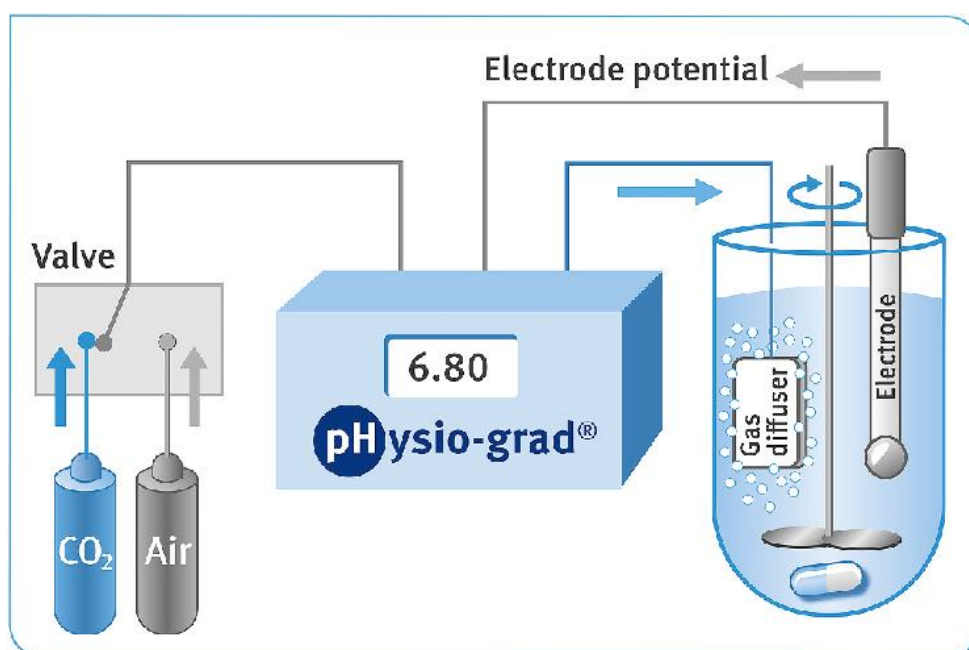 Electrode potential
Valve
6.80
pHysio-grad®
Gas
diffuser
Electrode
CO₂
Air